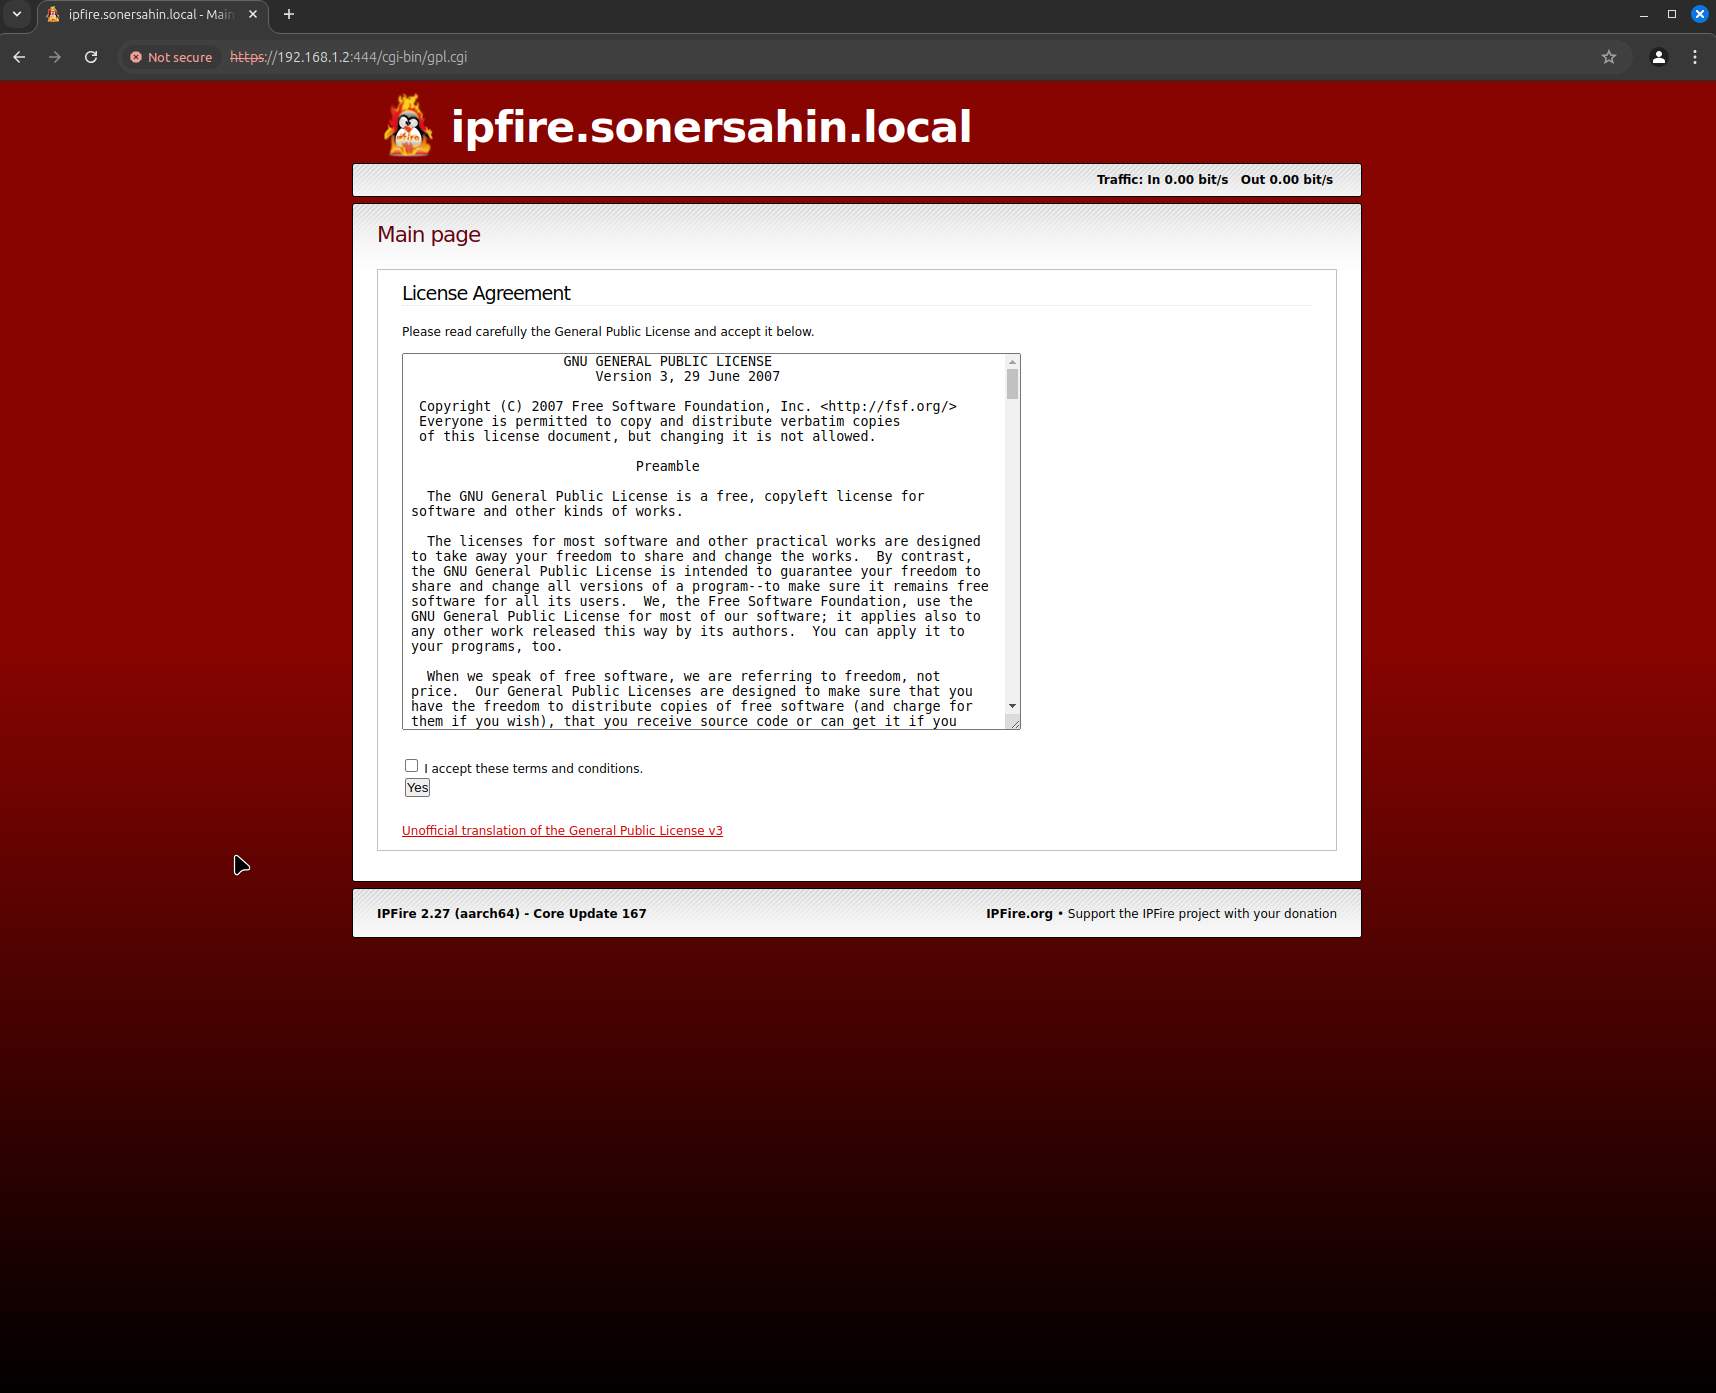 ipfire.sonersahin.local - Main
Not secure https://192.168.1.2:444/cgi-bin/gpl.cgi
ipfire.sonersahin.local
Traffic: In 0.00 bit/s Out 0.00 bit/s
Main page
License Agreement
Please read carefully the General Public License and accept it below.
GNU GENERAL PUBLIC LICENSE
Version 3, 29 June 2007
Copyright (C) 2007 Free Software Foundation, Inc. <http://fsf.org/>
Everyone is permitted to copy and distribute verbatim copies
of this license document, but changing it is not allowed.
Preamble
The GNU General Public License is a free, copyleft license for
software and other kinds of works.
The licenses for most software and other practical works are designed
to take away your freedom to share and change the works. By contrast,
the GNU General Public License is intended to guarantee your freedom to
share and change all versions of a program--to make sure it remains free
software for all its users. We, the Free Software Foundation, use the
GNU General Public License for most of our software; it applies also to
any other work released this way by its authors. You can apply it to
your programs, too.
When we speak of free software, we are referring to freedom, not
price. Our General Public Licenses are designed to make sure that you
have the freedom to distribute copies of free software (and charge for
them if you wish), that you receive source code or can get it if you
I accept these terms and conditions.
Yes
Unofficial translation of the General Public License v3
IPFire 2.27 (aarch64) - Core Update 167
IPFire.org • Support the IPFire project with your donation